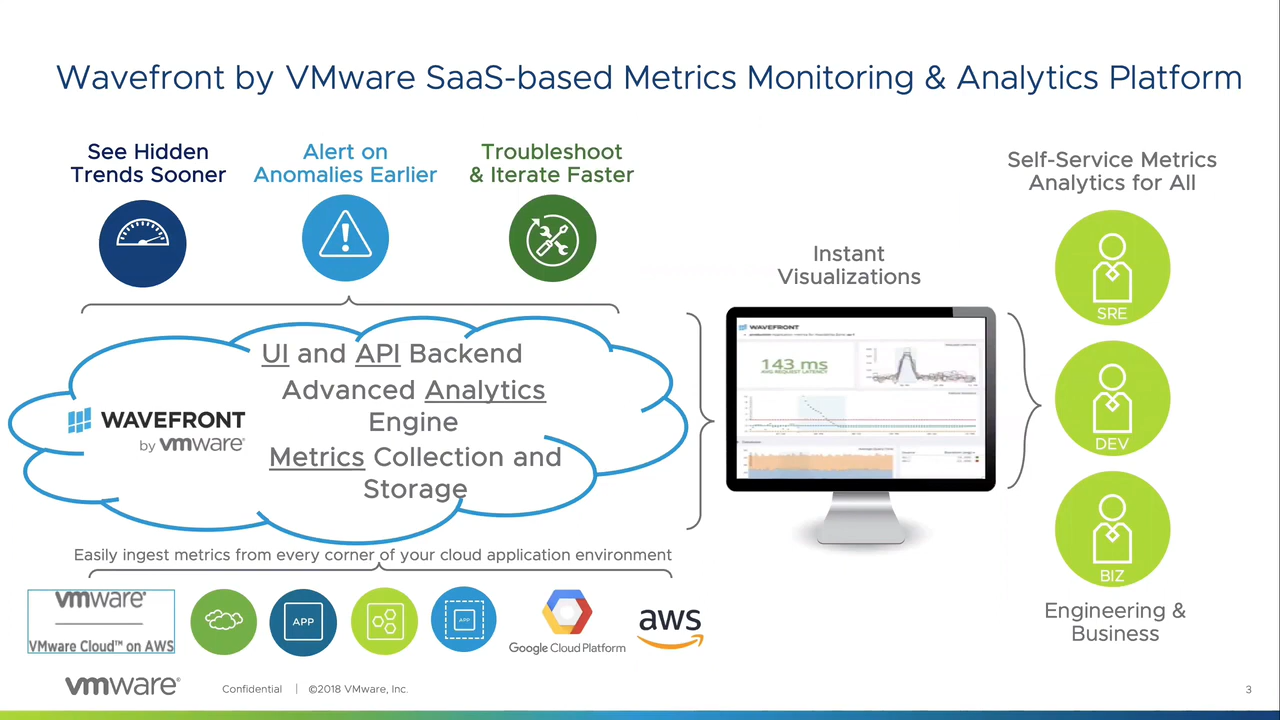 Wavefront by VMware SaaS-based Metrics Monitoring & Analytics Platform
See Hidden
Trends Sooner
Alert on
Anomalies Earlier
Troubleshoot
& Iterate Faster
Self-Service Metrics
Analytics for All
Instant
Visualizations
SRE
DEV
BIZ
Engineering &
Business
UI and API Backend
Advanced Analytics
Engine
Metrics Collection and
Storage
WAVEFRONT
by vmware®
WAVEFRONT
143 ms
AVG REQUEST LATENCY
Easily ingest metrics from every corner of your cloud application environment
vmware®
VMware Cloud™ on AWS
APP
APP
Google Cloud Platform
aws
vmware®
Confidential | ©2018 VMware, Inc.
3